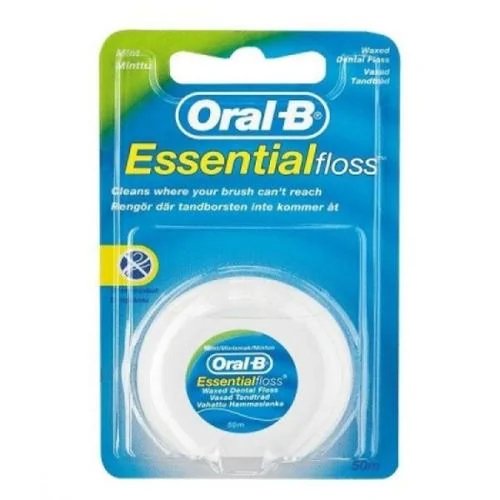 Mint
Minttu
Waxed
Dental Floss
Vaxad
Tandtråd
Oral-B®
Essentialfloss™
Cleans where your brush can't reach
Rengör där tandborsten inte kommer åt
Oral-B
Essentialfloss
Waxed Dental Floss
Vaxad Tandtråd
Vahattu Hammaslanka
50m
50m